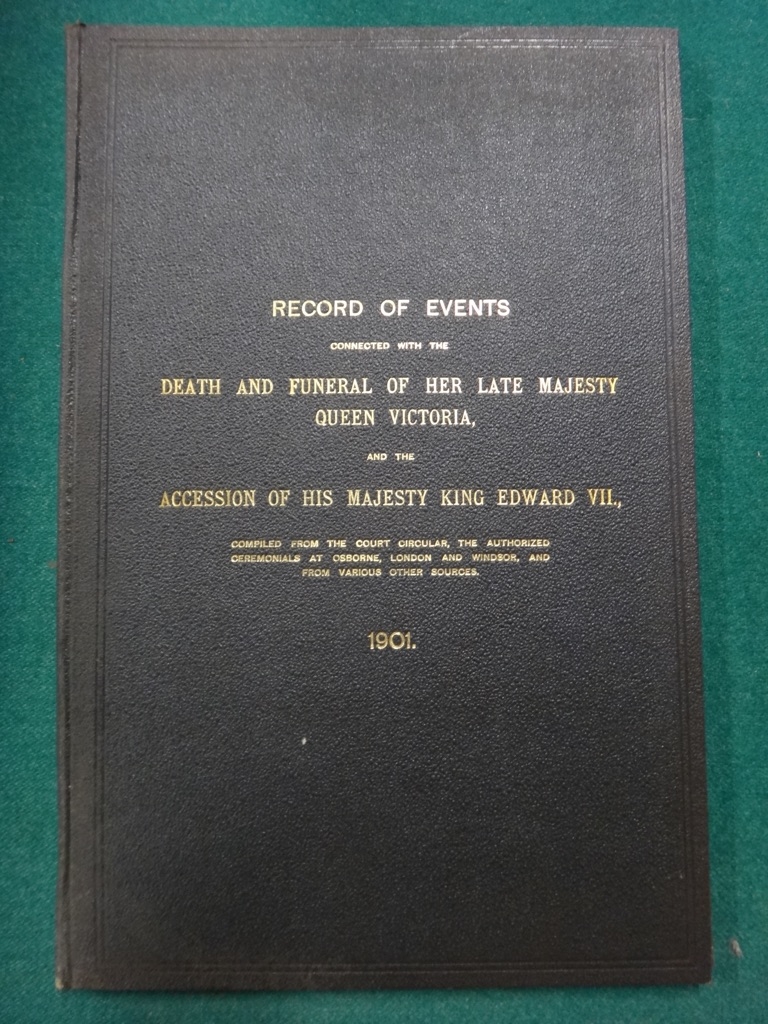 RECORD OF EVENTS
CONNECTED WITH THE
DEATH AND FUNERAL OF HER LATE MAJESTY
QUEEN VICTORIA,
AND THE
ACCESSION OF HIS MAJESTY KING EDWARD VII.,
COMPILED FROM THE COURT CIRCULAR, THE AUTHORIZED
CEREMONIALS AT OSBORNE, LONDON AND WINDSOR, AND
FROM VARIOUS OTHER SOURCES.
1901.